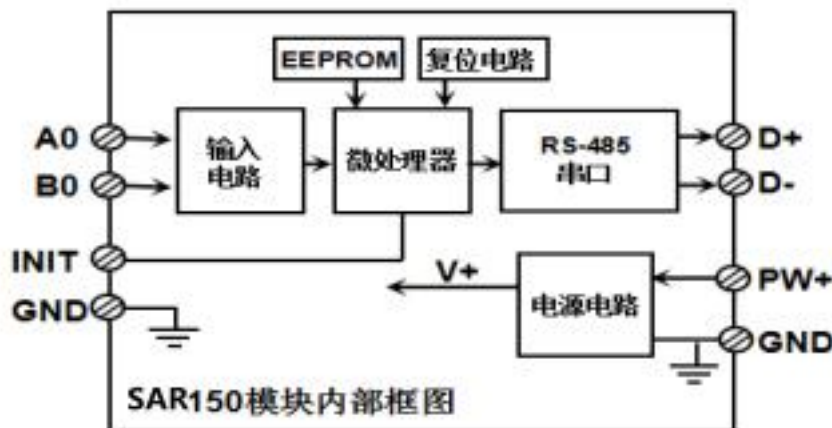 EEPROM
复位电路
A0
B0
输入
电路
微处理器
RS-485
串口
D+
D-
INIT
GND
V+
电源电路
PW+
GND
SAR150模块内部框图